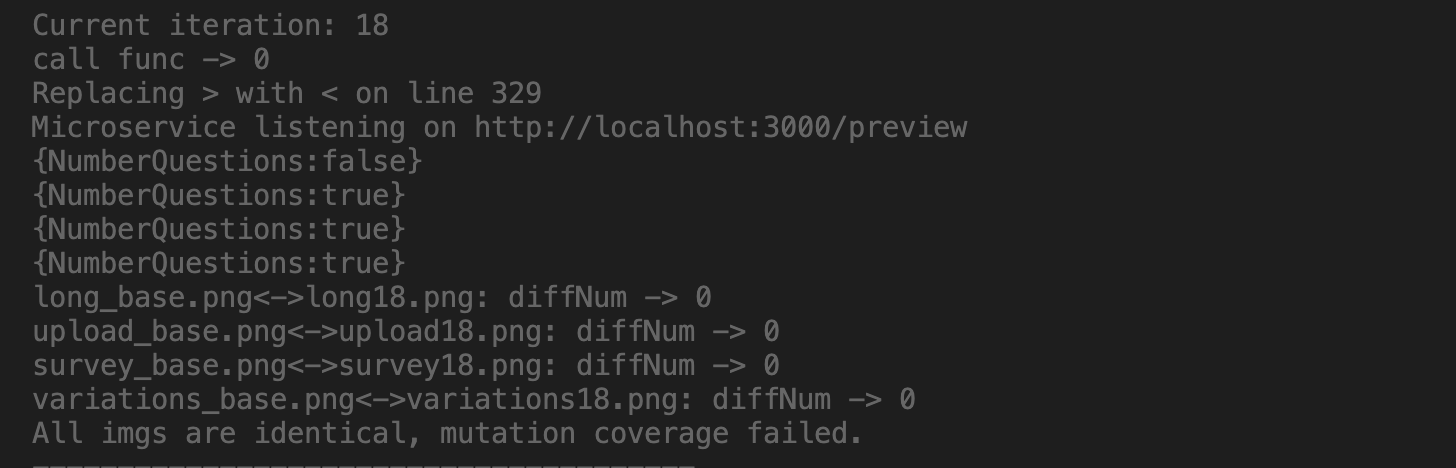 Current iteration: 18
call func -> 0
Replacing > with < on line 329
Microservice listening on http://localhost:3000/preview
{NumberQuestions:false}
{NumberQuestions:true}
{NumberQuestions:true}
{NumberQuestions:true}
long_base.png<->long18.png: diffNum -> 0
upload_base.png<->upload18.png: diffNum -> 0
survey_base.png<->survey18.png: diffNum -> 0
variations_base.png<->variations18.png: diffNum -> 0
All imgs are identical, mutation coverage failed.